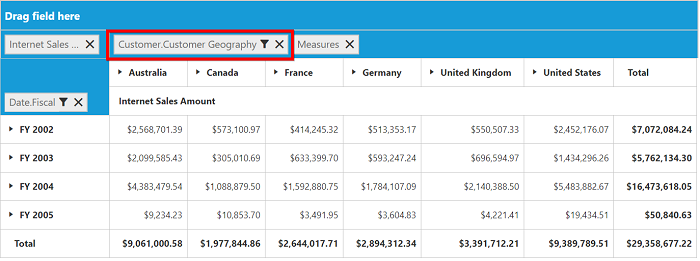 Drag field here
Internet Sales ... Customer.Customer Geography Measures
Australia Canada France Germany United Kingdom United States Total
Date.Fiscal Internet Sales Amount
FY 2002 $2,568,701.39 $573,100.97 $414,245.32 $513,353.17 $550,507.33 $2,452,176.07 $7,072,084.24
FY 2003 $2,099,585.43 $305,010.69 $633,399.70 $593,247.24 $696,594.97 $1,434,296.26 $5,762,134.30
FY 2004 $4,383,479.54 $1,088,879.50 $1,592,880.75 $1,784,107.09 $2,140,388.50 $5,483,882.67 $16,473,618.05
FY 2005 $9,234.23 $10,853.70 $3,491.95 $3,604.83 $4,221.41 $19,434.51 $50,840.63
Total $9,061,000.58 $1,977,844.86 $2,644,017.71 $2,894,312.34 $3,391,712.21 $9,389,789.51 $29,358,677.22